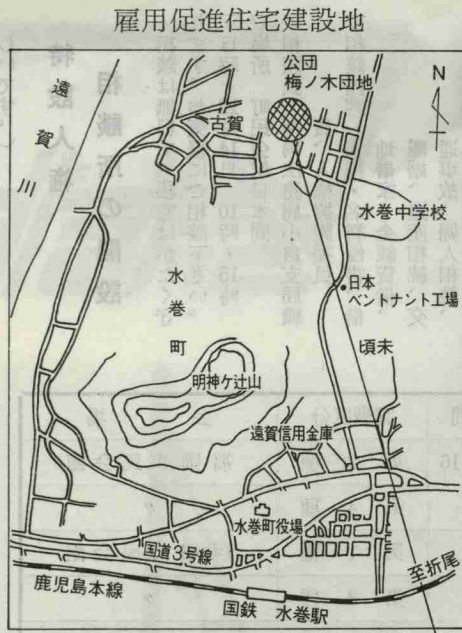 雇用促進住宅建設地
公団
梅ノ木団地
N
遠賀川
古賀
水巻中学校
水巻町
日本
ベントナント工場
頃末
明神ケ辻山
遠賀信用金庫
水巻町役場
国道3号線
至折尾
鹿児島本線
国鉄 水巻駅